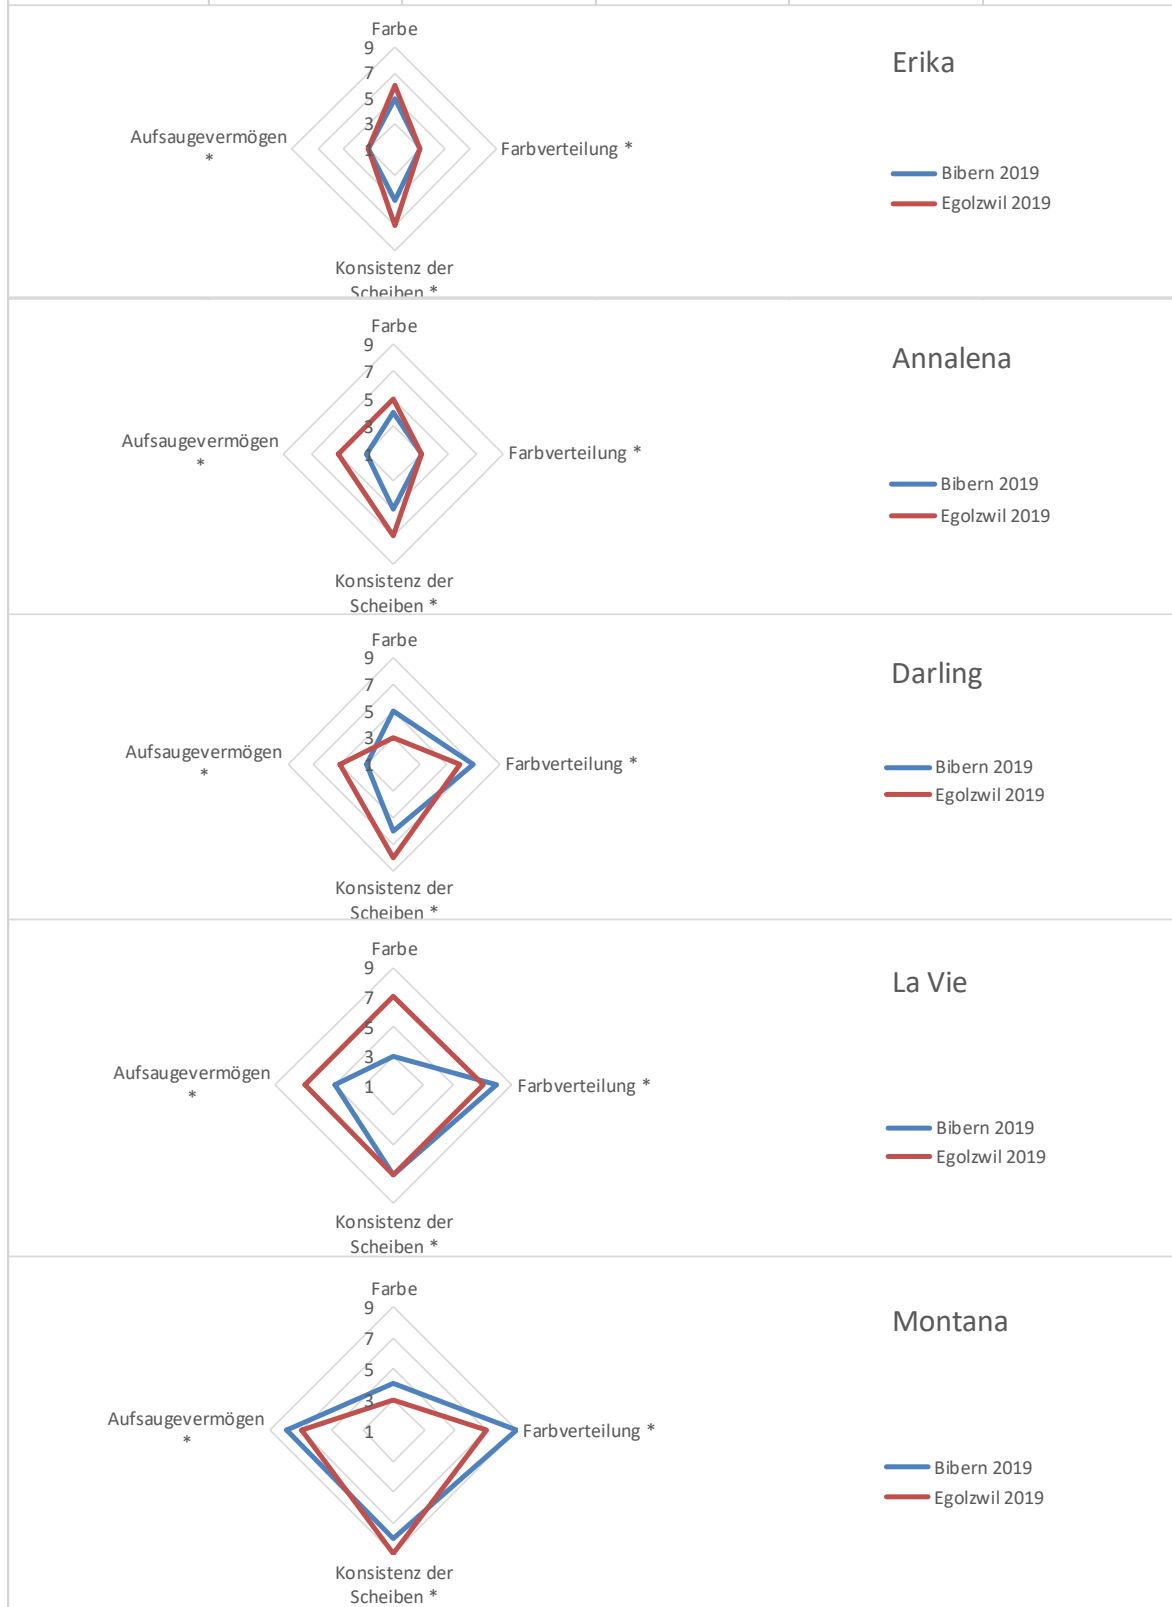 Farbe
9
7
5
3
1
Aufsaugevermögen
*
Farbverteilung *
Konsistenz der
Scheiben *
Erika
Bibern 2019
Egolzwil 2019
Farbe
9
7
5
3
1
Aufsaugevermögen
*
Farbverteilung *
Konsistenz der
Scheiben *
Annalena
Bibern 2019
Egolzwil 2019
Farbe
9
7
5
3
1
Aufsaugevermögen
*
Farbverteilung *
Konsistenz der
Scheiben *
Darling
Bibern 2019
Egolzwil 2019
Farbe
9
7
5
3
1
Aufsaugevermögen
*
Farbverteilung *
Konsistenz der
Scheiben *
La Vie
Bibern 2019
Egolzwil 2019
Farbe
9
7
5
3
1
Aufsaugevermögen
*
Farbverteilung *
Konsistenz der
Scheiben *
Montana
Bibern 2019
Egolzwil 2019